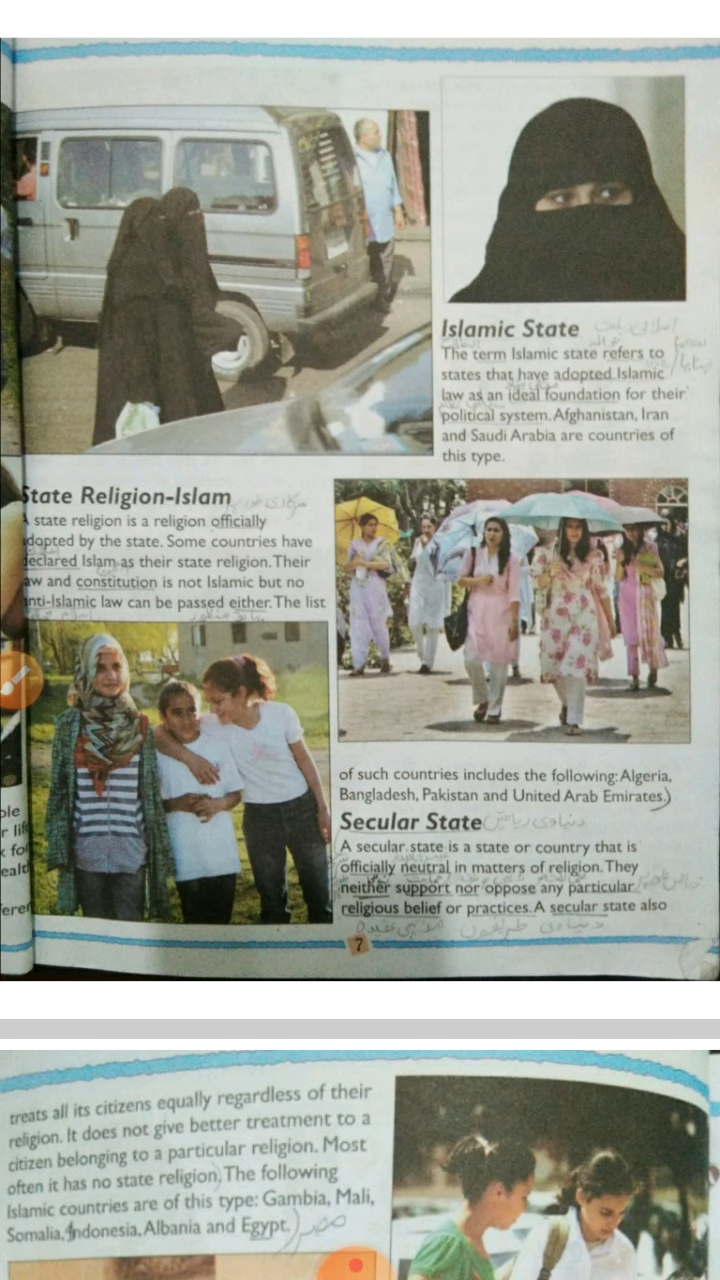 Islamic State
The term Islamic state refers to
states that have adopted Islamic
law as an ideal foundation for their
political system. Afghanistan, Iran
and Saudi Arabia are countries of
this type.
State Religion-Islam
A state religion is a religion officially
adopted by the state. Some countries have
declared Islam as their state religion. Their
law and constitution is not Islamic but no
anti-Islamic law can be passed either. The list
of such countries includes the following: Algeria,
Bangladesh, Pakistan and United Arab Emirates.)
Secular State دنیاوی ریاستیں
A secular state is a state or country that is
officially neutral in matters of religion. They
neither support nor oppose any particular
religious belief or practices. A secular state also
مذہبی عقیدہ
7
treats all its citizens equally regardless of their
religion. It does not give better treatment to a
citizen belonging to a particular religion. Most
often it has no state religion. The following
Islamic countries are of this type: Gambia, Mali,
Somalia, Indonesia, Albania and Egypt.) مصر